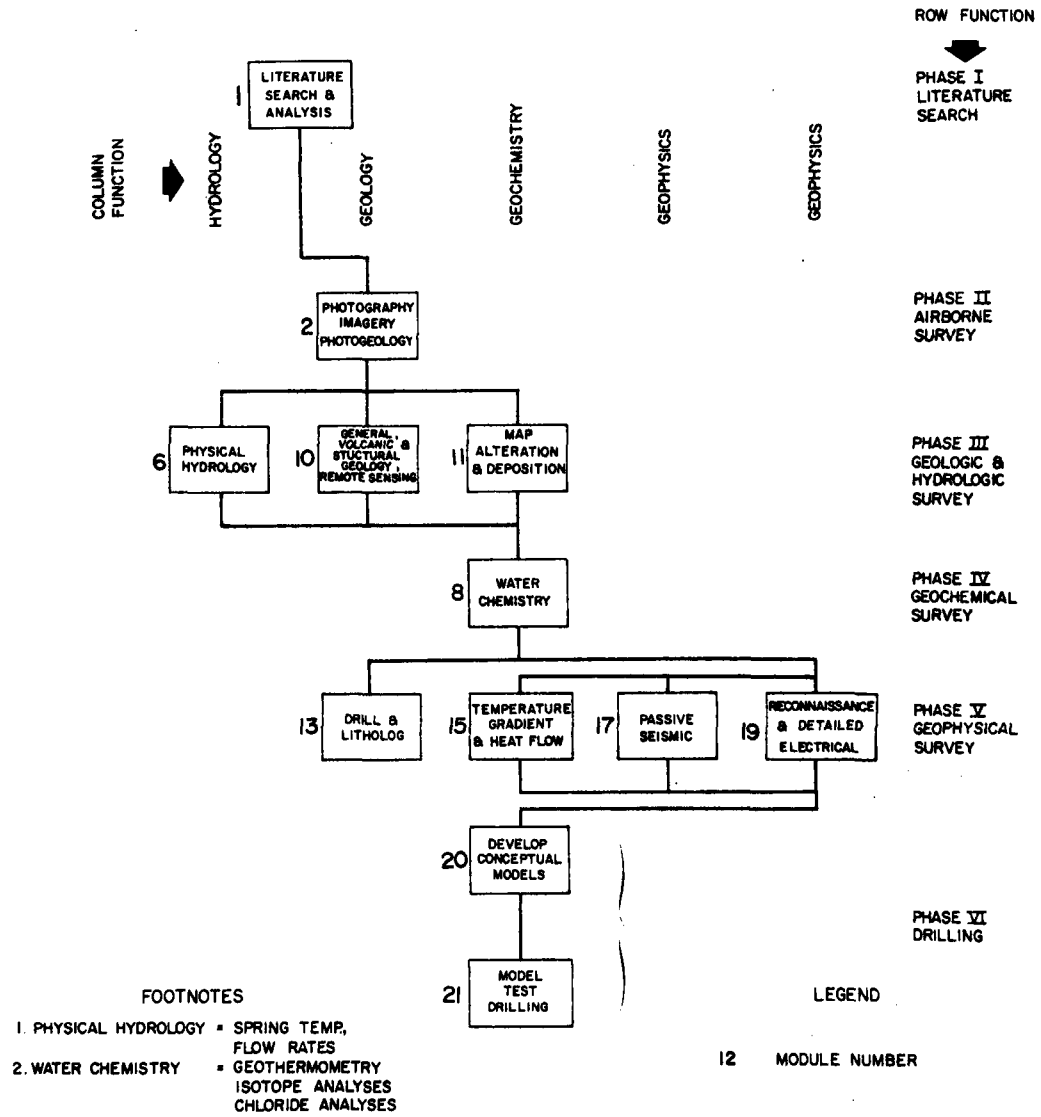 ROW FUNCTION
PHASE I
LITERATURE
SEARCH
1
LITERATURE
SEARCH &
ANALYSIS
COLUMN
FUNCTION
HYDROLOGY
GEOLOGY
GEOCHEMISTRY
GEOPHYSICS
GEOPHYSICS
2
PHOTOGRAPHY
IMAGERY
PHOTOGEOLOGY
PHASE II
AIRBORNE
SURVEY
6
PHYSICAL
HYDROLOGY
10
GENERAL,
VOLCANIC &
STUCTURAL
GEOLOGY,
REMOTE SENSING
11
MAP
ALTERATION
& DEPOSITION
PHASE III
GEOLOGIC &
HYDROLOGIC
SURVEY
8
WATER
CHEMISTRY
PHASE IV
GEOCHEMICAL
SURVEY
13
DRILL &
LITHOLOG
15
TEMPERATURE
GRADIENT
& HEAT FLOW
17
PASSIVE
SEISMIC
19
RECONNAISSANCE
& DETAILED
ELECTRICAL
PHASE V
GEOPHYSICAL
SURVEY
20
DEVELOP
CONCEPTUAL
MODELS
PHASE VI
DRILLING
21
MODEL
TEST
DRILLING
FOOTNOTES
1. PHYSICAL HYDROLOGY = SPRING TEMP.,
FLOW RATES
2. WATER CHEMISTRY = GEOTHERMOMETRY
ISOTOPE ANALYSES
CHLORIDE ANALYSES
LEGEND
12 MODULE NUMBER